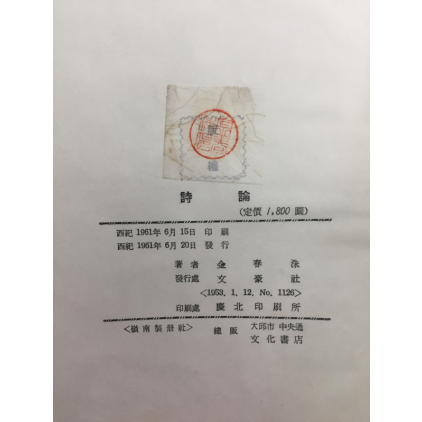 詩 論
(定價 1,800 圜)
西紀 1961年 6月 15日 印 刷
西紀 1961年 6月 20日 發 行
著 者 金 春 洙
發行處 文 豪 社
<1953. 1. 12. No. 1126>
印刷處 慶 北 印 刷 所
<嶺南製册社> 總 販 大邱市 中央通
文 化 書 店